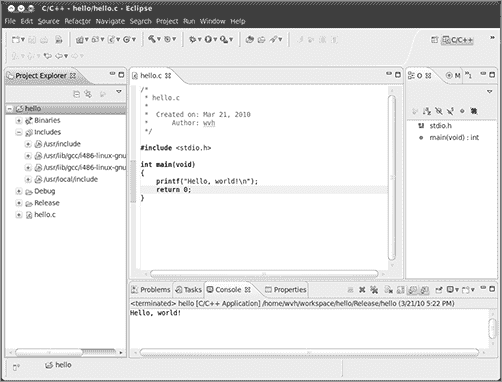 C/C++ - hello/hello.c - Eclipse
File Edit Source Refactor Navigate Search Project Run Window Help
C/C++
Project Explorer
hello
Binaries
Includes
/usr/include
/usr/lib/gcc/i486-linux-gnu
/usr/lib/gcc/i486-linux-gnu
/usr/local/include
Debug
Release
hello.c
hello.c
/*
* hello.c
*
* Created on: Mar 21, 2010
* Author: wvh
*/
#include <stdio.h>
int main(void)
{
printf("Hello, world!\n");
return 0;
}
O
M
stdio.h
main(void) : int
Problems Tasks Console Properties
<terminated> hello [C/C++ Application] /home/wvh/workspace/hello/Release/hello (3/21/10 5:22 PM)
Hello, world!
hello